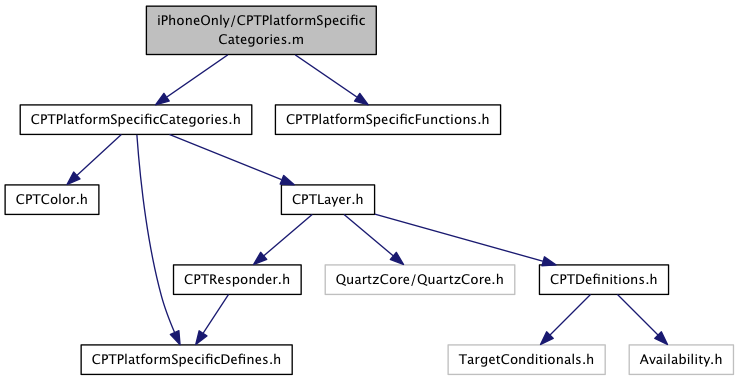 iPhoneOnly/CPTPlatformSpecific
Categories.m
CPTPlatformSpecificCategories.h
CPTPlatformSpecificFunctions.h
CPTColor.h
CPTLayer.h
CPTResponder.h
QuartzCore/QuartzCore.h
CPTDefinitions.h
CPTPlatformSpecificDefines.h
TargetConditionals.h
Availability.h